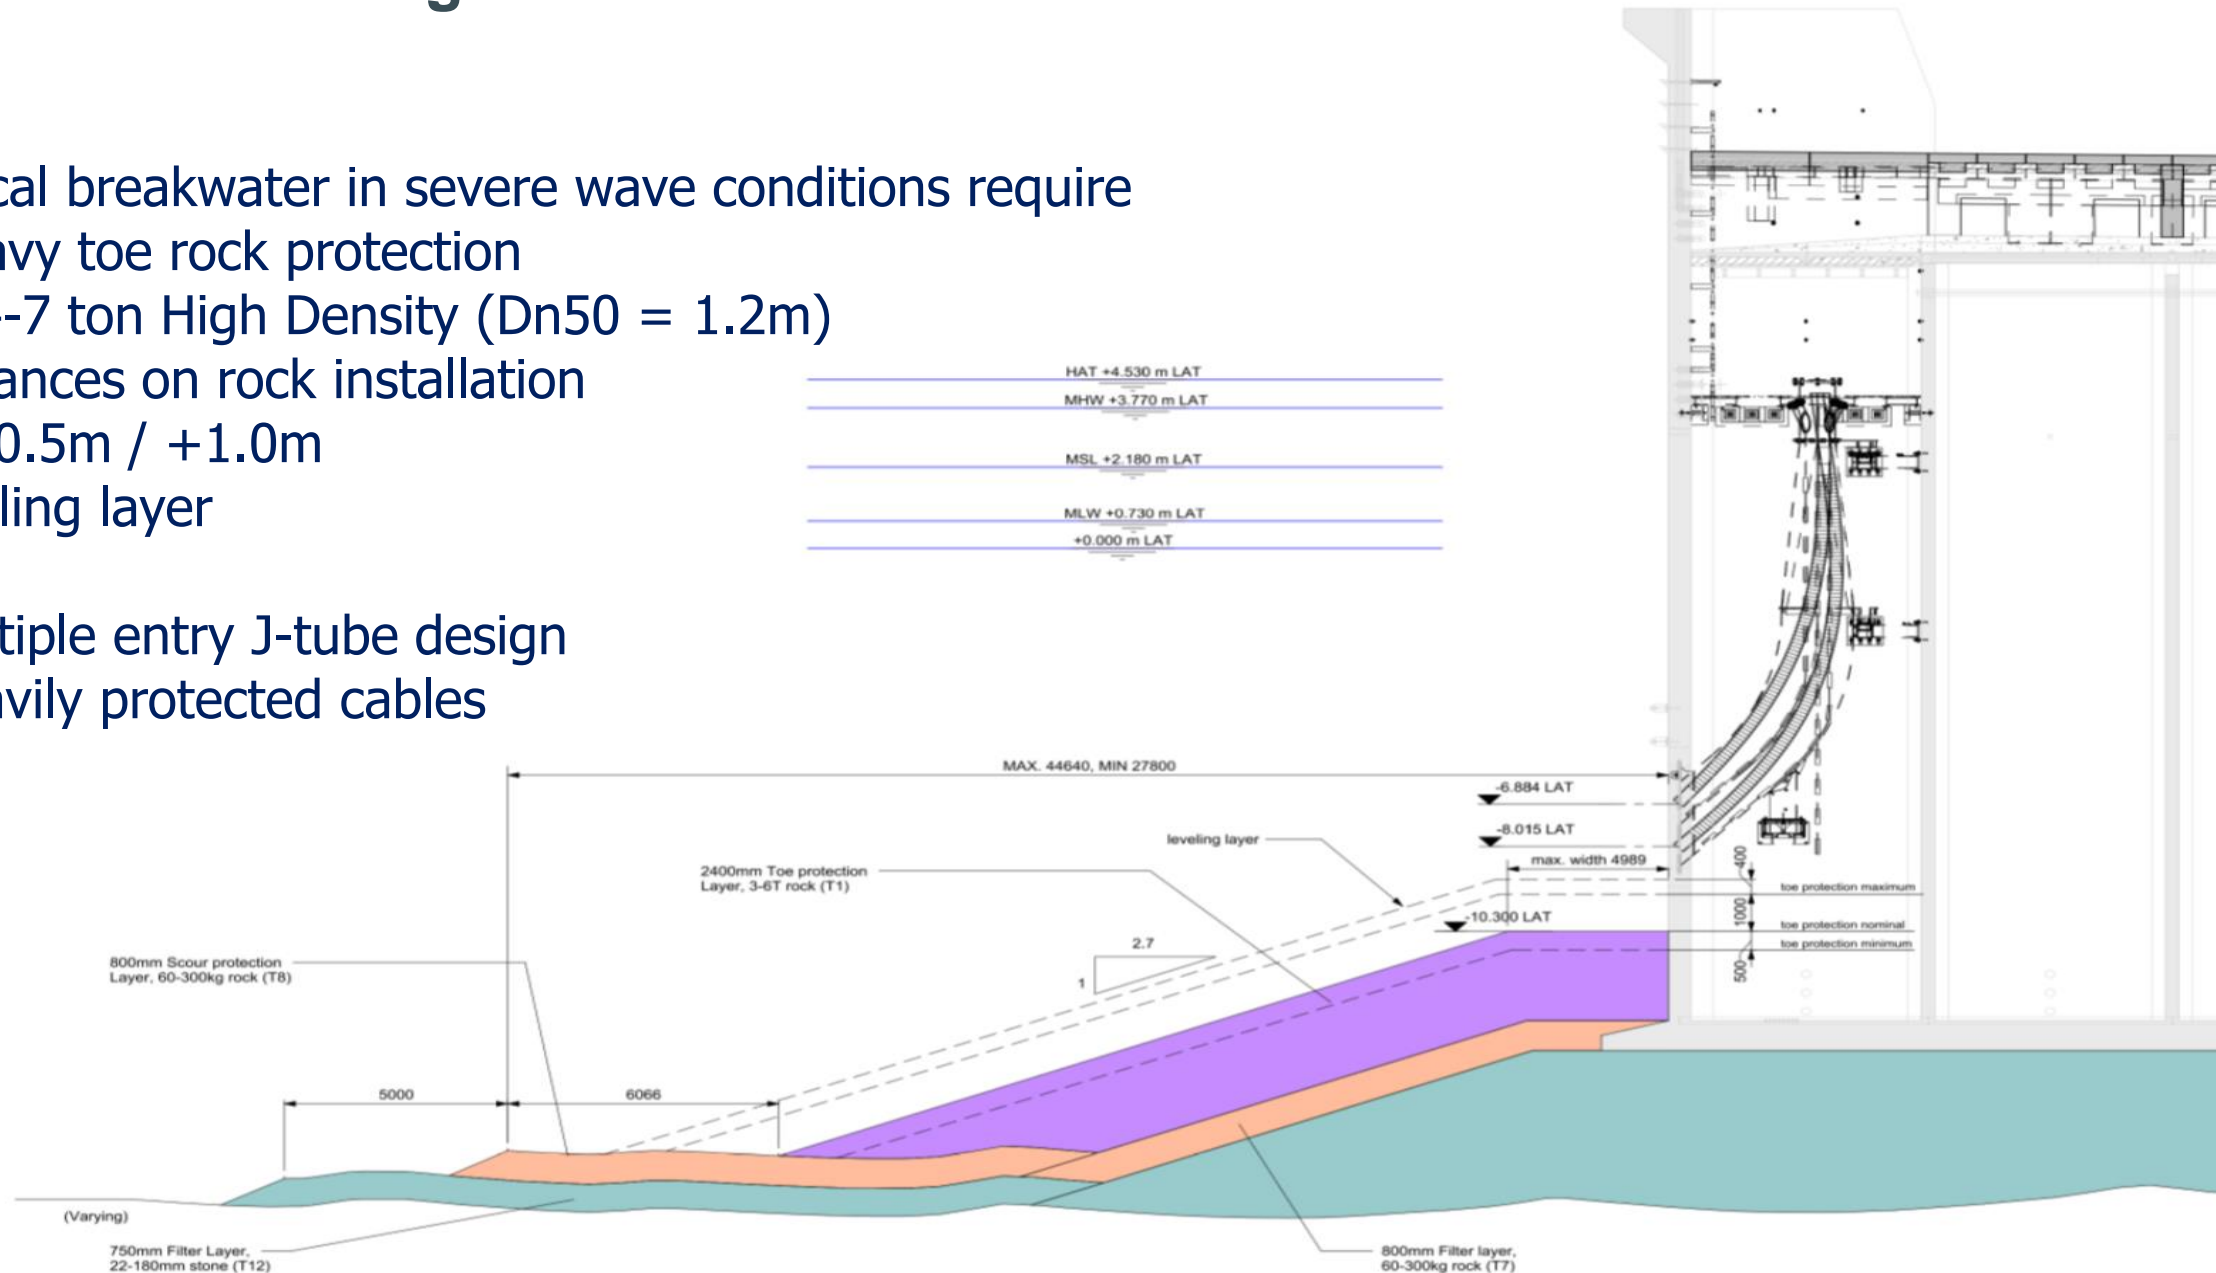 g
cal breakwater in severe wave conditions require
avy toe rock protection
-7 ton High Density (Dn50 = 1.2m)
ances on rock installation
0.5m / +1.0m
ling layer
tiple entry J-tube design
avily protected cables
HAT +4.530 m LAT
MHW +3.770 m LAT
MSL +2.180 m LAT
MLW +0.730 m LAT
+0.000 m LAT
MAX. 44640, MIN 27800
-6.884 LAT
-8.015 LAT
leveling layer
max. width 4989
400
2400mm Toe protection
Layer, 3-6T rock (T1)
toe protection maximum
1000
-10.300 LAT
toe protection nominal
toe protection minimum
500
2.7
1
800mm Scour protection
Layer, 60-300kg rock (T8)
5000
6066
(Varying)
750mm Filter Layer,
22-180mm stone (T12)
800mm Filter layer,
60-300kg rock (T7)